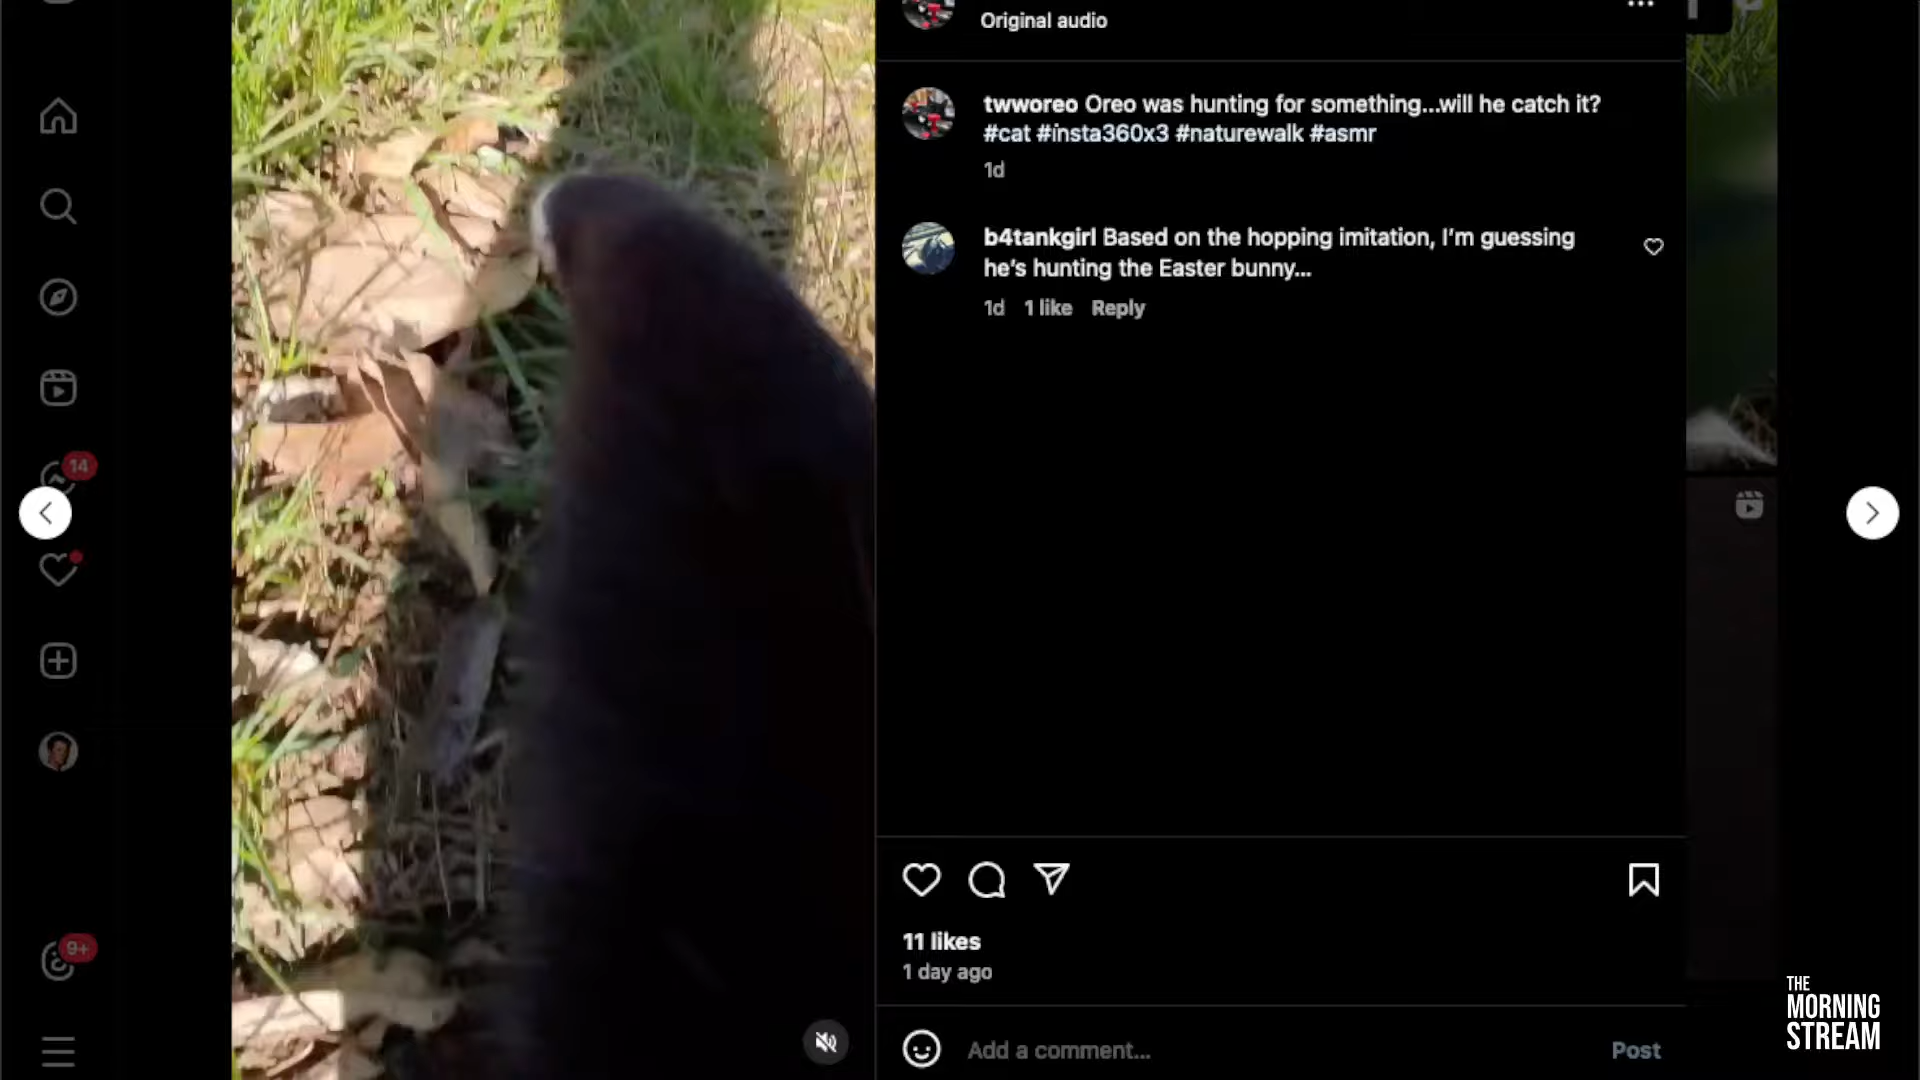 Original audio
twworeo Oreo was hunting for something...will he catch it?
#cat #insta360x3 #naturewalk #asmr
1d
b4tankgirl Based on the hopping imitation, I'm guessing
he's hunting the Easter bunny...
1d 1 like Reply
14
9+
11 likes
1 day ago
Add a comment...
Post
THE
MORNING
STREAM